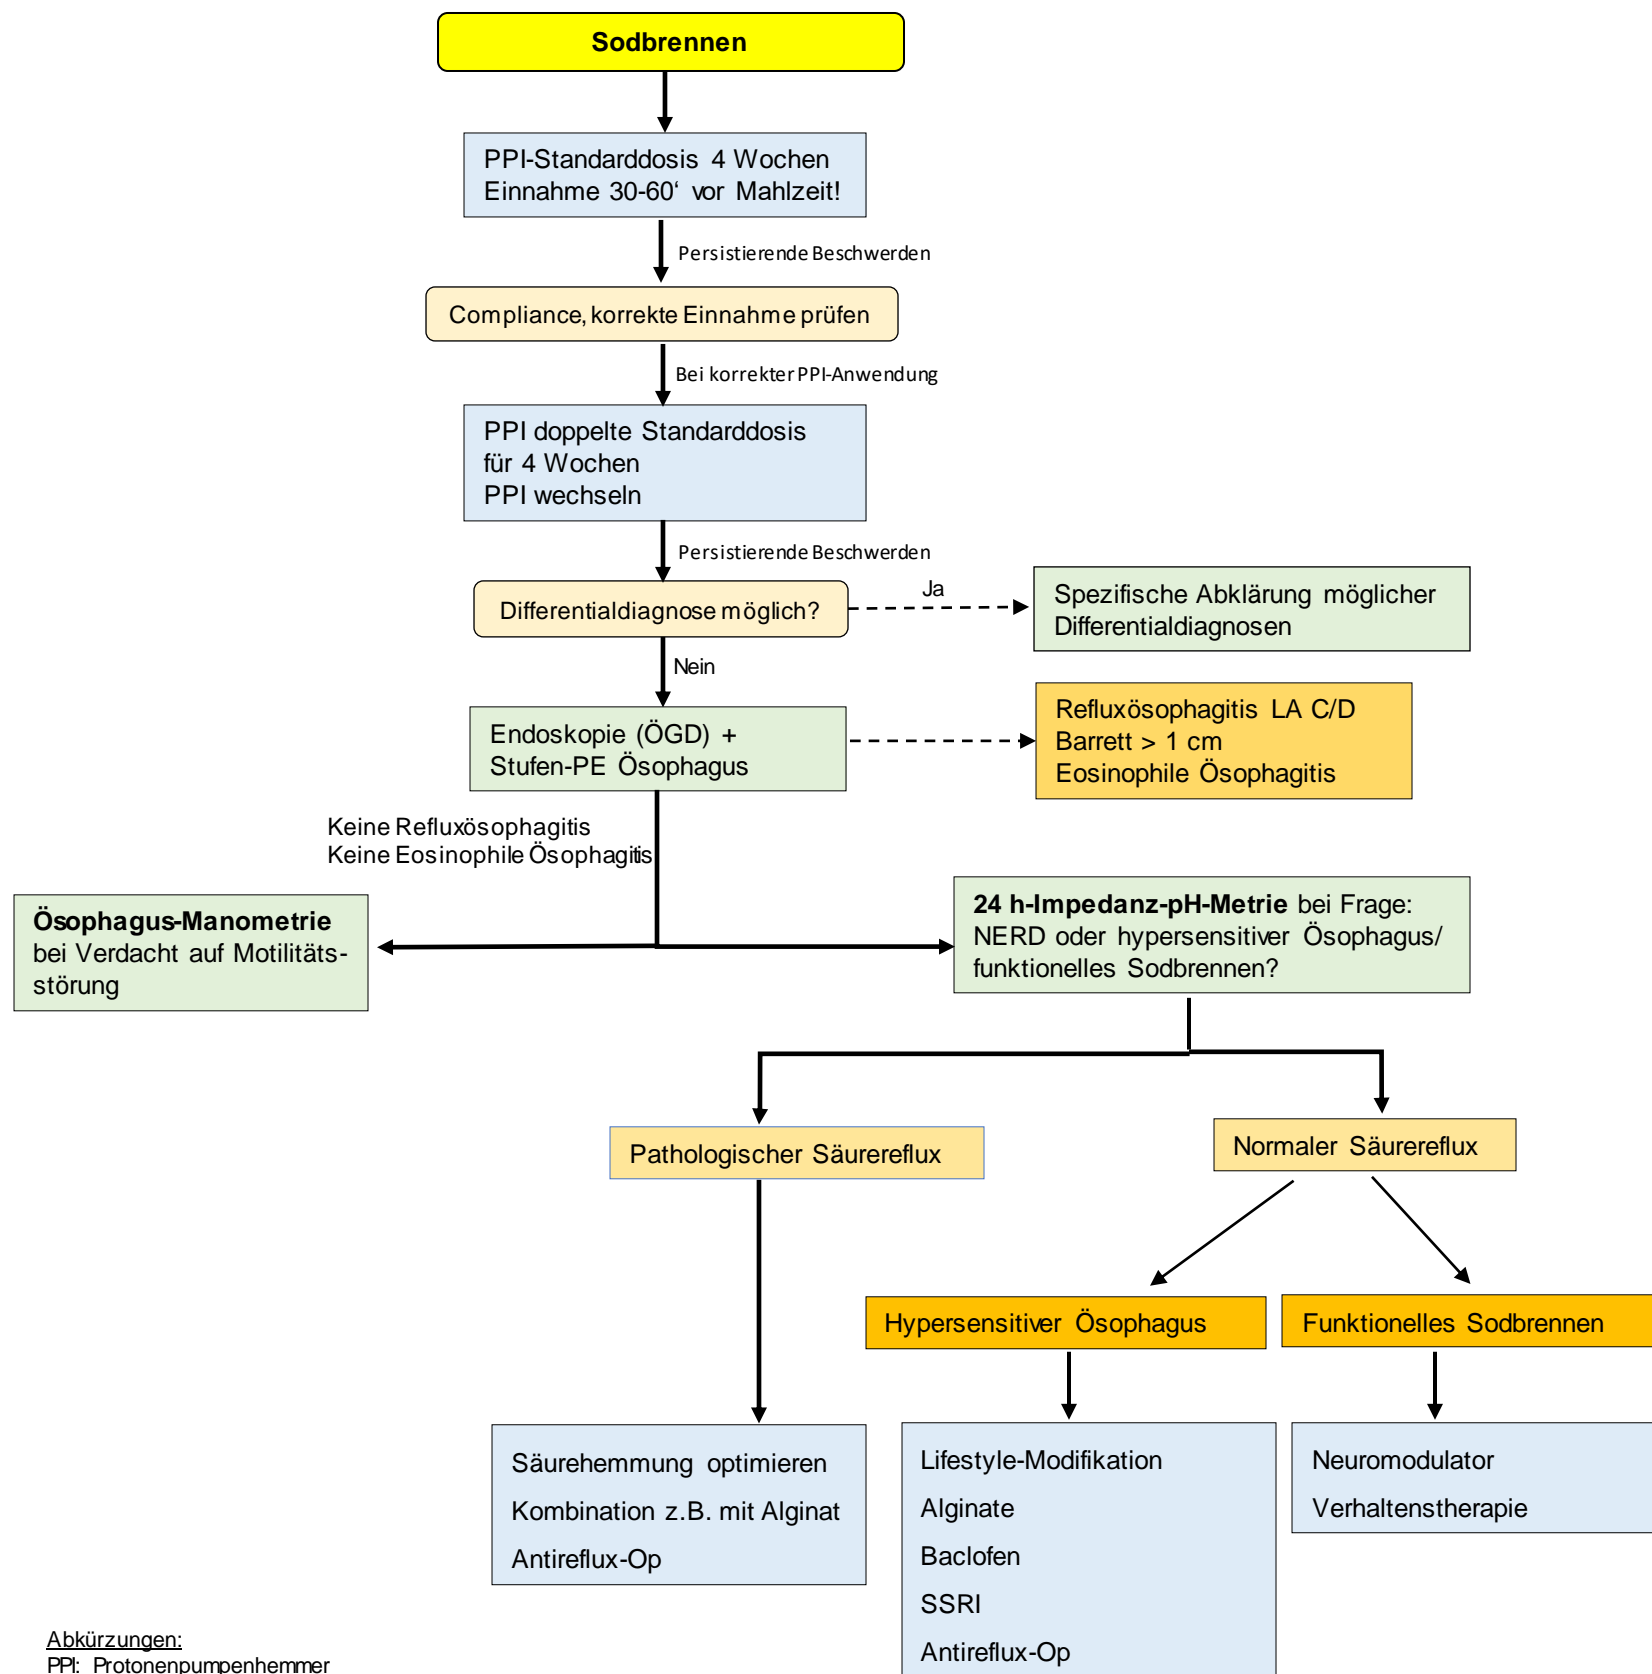 Sodbrennen
PPI-Standarddosis 4 Wochen
Einnahme 30-60‘ vor Mahlzeit!
Persistierende Beschwerden
Compliance, korrekte Einnahme prüfen
Bei korrekter PPI-Anwendung
PPI doppelte Standarddosis
für 4 Wochen
PPI wechseln
Persistierende Beschwerden
Differentialdiagnose möglich?
Ja
Spezifische Abklärung möglicher
Differentialdiagnosen
Nein
Endoskopie (ÖGD) +
Stufen-PE Ösophagus
Refluxösophagitis LA C/D
Barrett > 1 cm
Eosinophile Ösophagitis
Keine Refluxösophagitis
Keine Eosinophile Ösophagitis
Ösophagus-Manometrie
bei Verdacht auf Motilitäts-
störung
24 h-Impedanz-pH-Metrie bei Frage:
NERD oder hypersensitiver Ösophagus/
funktionelles Sodbrennen?
Pathologischer Säurereflux
Normaler Säurereflux
Hypersensitiver Ösophagus
Funktionelles Sodbrennen
Säurehemmung optimieren
Kombination z.B. mit Alginat
Antireflux-Op
Lifestyle-Modifikation
Alginate
Baclofen
SSRI
Antireflux-Op
Neuromodulator
Verhaltenstherapie
Abkürzungen:
PPI: Protonenpumpenhemmer